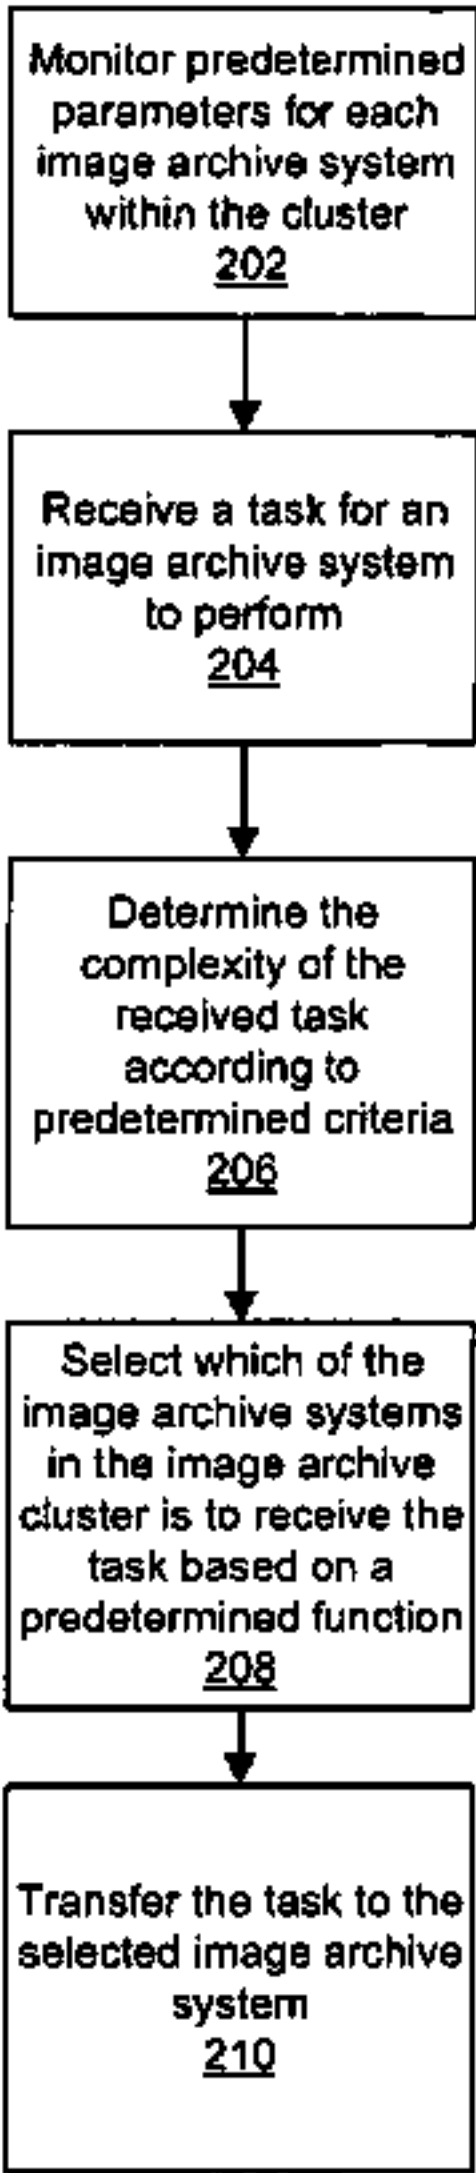 Monitor predetermined
parameters for each
image archive system
within the cluster
202
Receive a task for an
image archive system
to perform
204
Determine the
complexity of the
received task
according to
predetermined criteria
206
Select which of the
image archive systems
in the image archive
cluster is to receive the
task based on a
predetermined function
208
Transfer the task to the
selected image archive
system
210